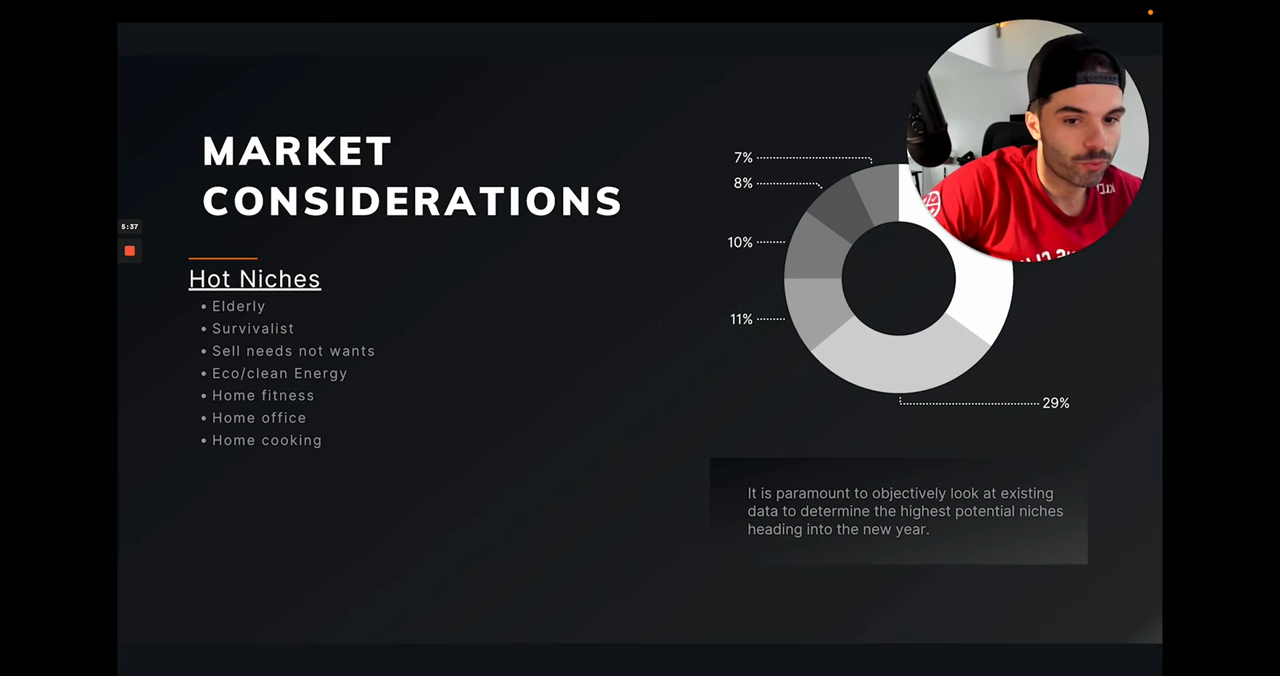 MARKET
CONSIDERATIONS
5:37
Hot Niches
• Elderly
• Survivalist
• Sell needs not wants
• Eco/clean Energy
• Home fitness
• Home office
• Home cooking
7%
8%
10%
11%
29%
It is paramount to objectively look at existing
data to determine the highest potential niches
heading into the new year.